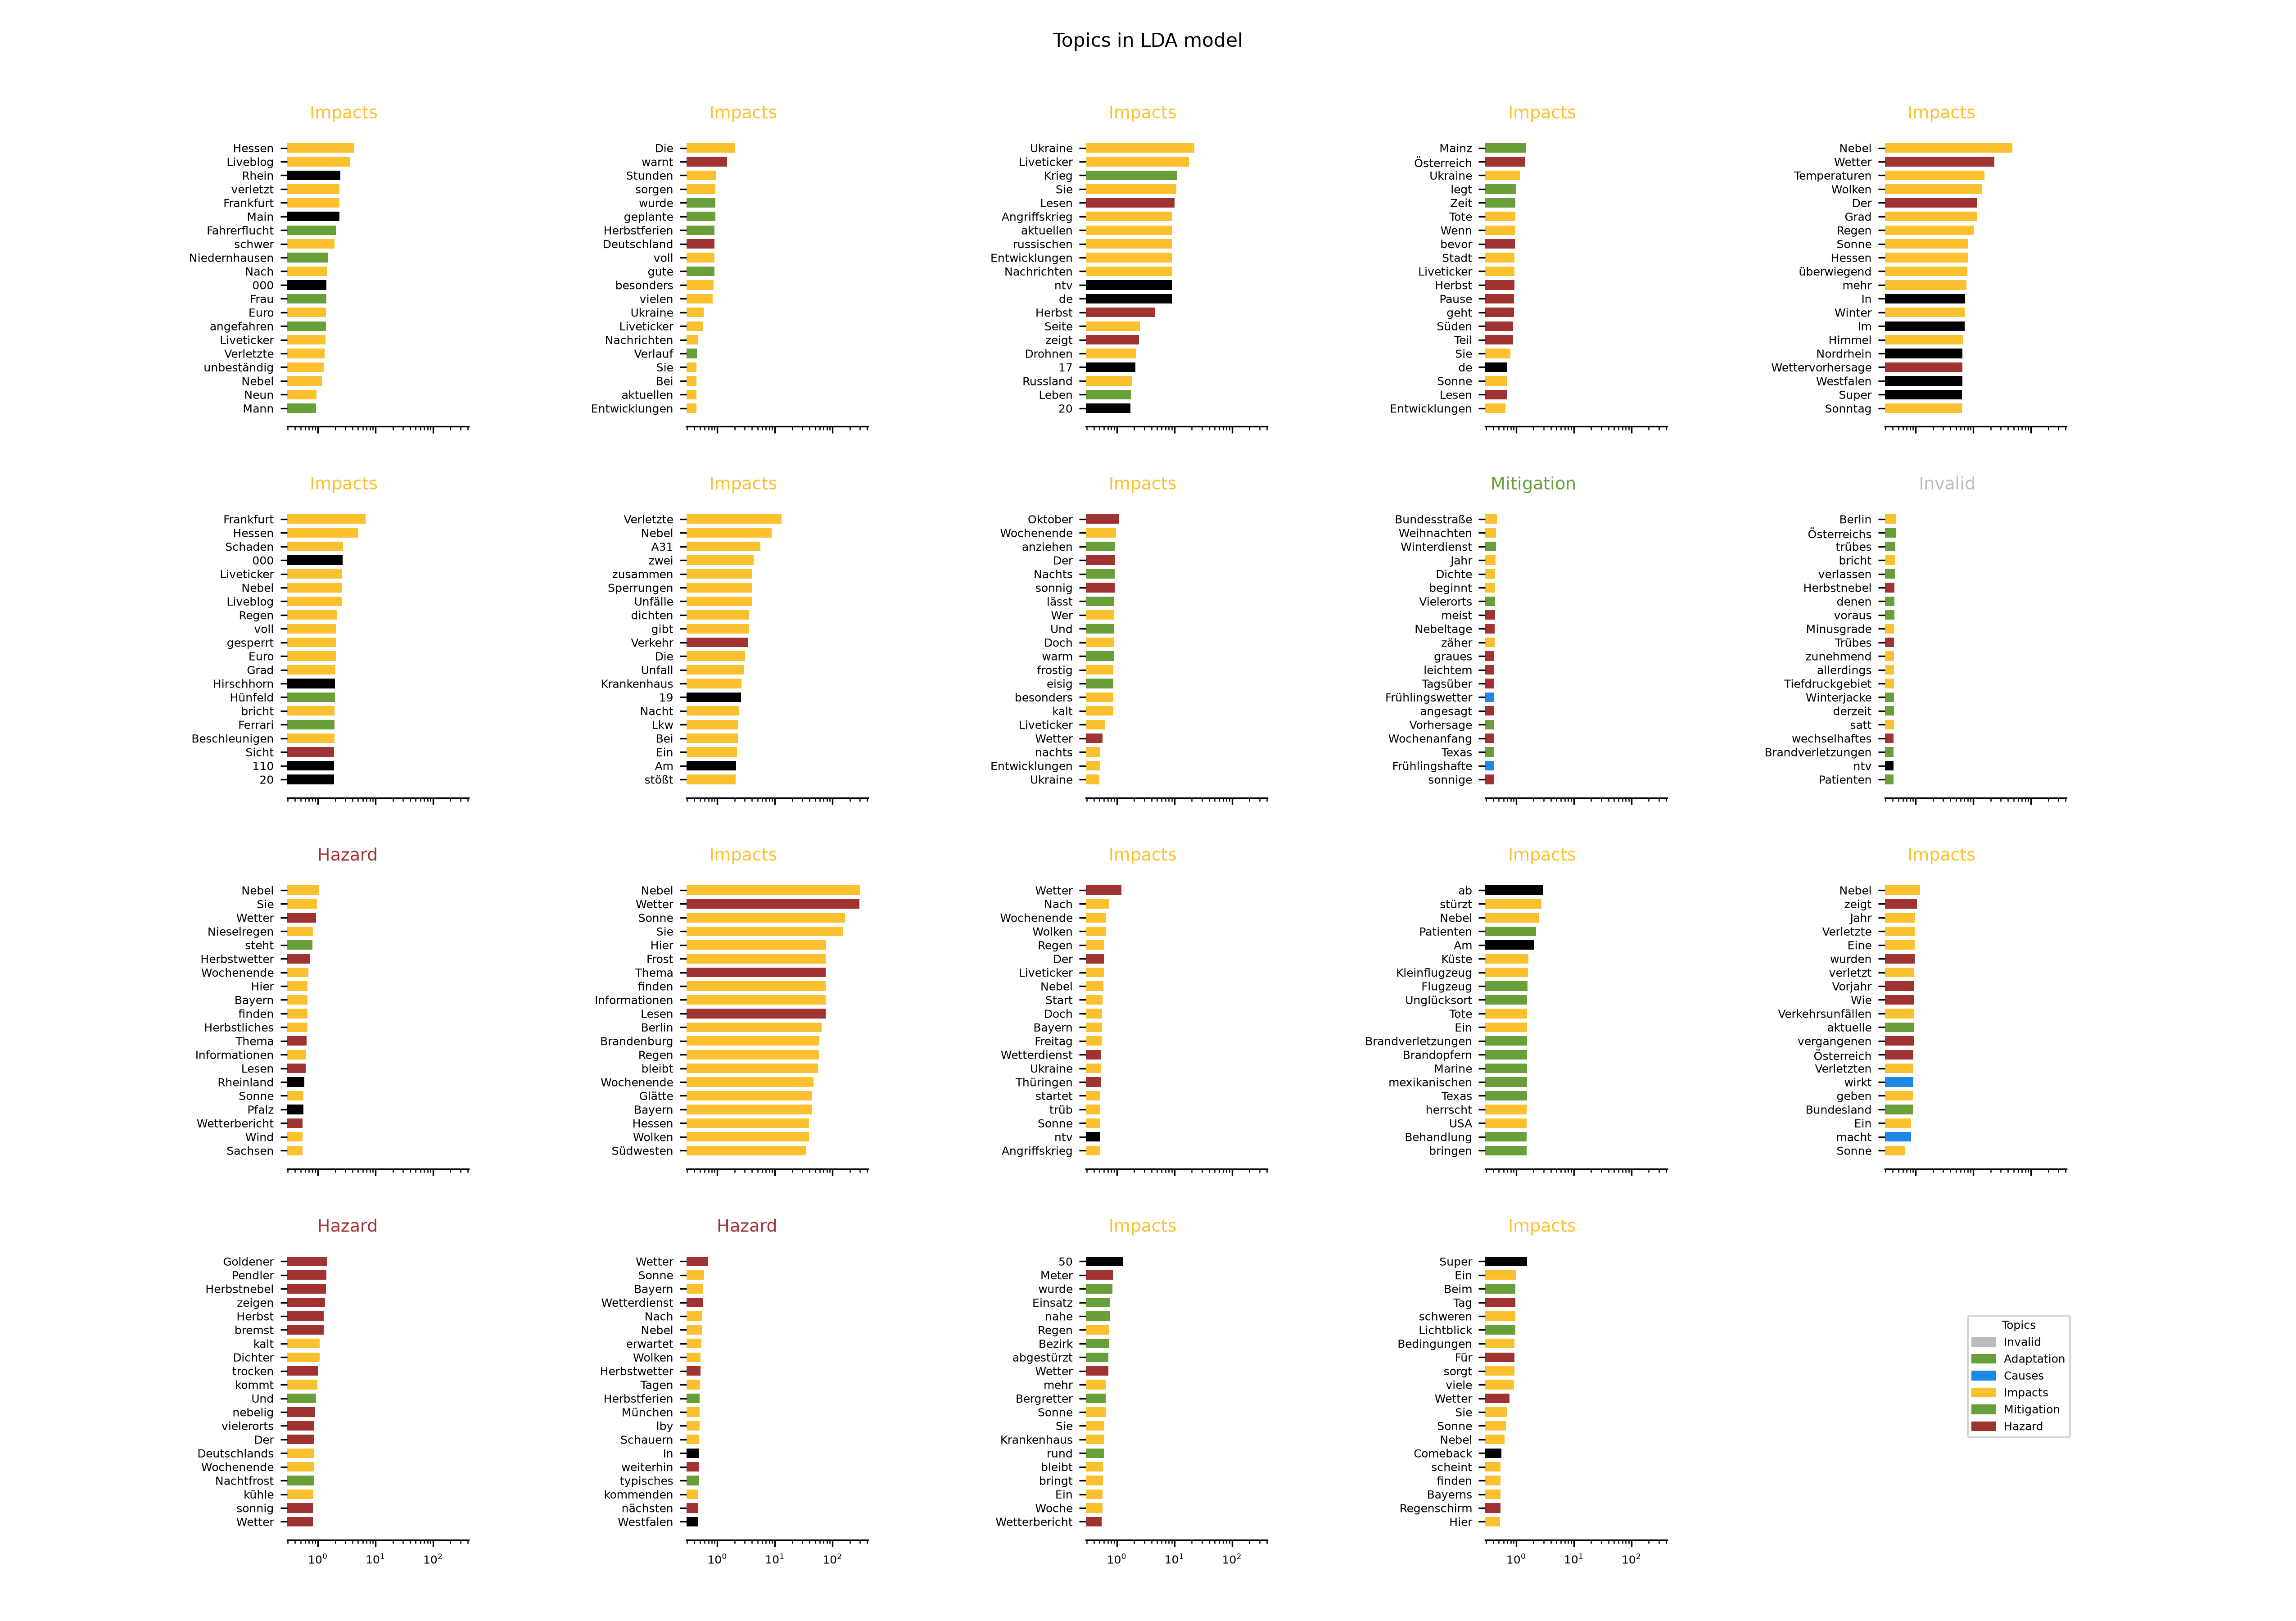 Topics in LDA model
Impacts
Hessen
Liveblog
Rhein
verletzt
Frankfurt
Main
Fahrerflucht
schwer
Niedernhausen
Nach
000
Frau
Euro
angefahren
Liveticker
Verletzte
unbeständig
Nebel
Neun
Mann
Impacts
Die
warnt
Stunden
sorgen
wurde
geplante
Herbstferien
Deutschland
voll
gute
besonders
vielen
Ukraine
Liveticker
Nachrichten
Verlauf
Sie
Bei
aktuellen
Entwicklungen
Impacts
Ukraine
Liveticker
Krieg
Sie
Lesen
Angriffskrieg
aktuellen
russischen
Entwicklungen
Nachrichten
ntv
de
Herbst
Seite
zeigt
Drohnen
17
Russland
Leben
20
Impacts
Mainz
Österreich
Ukraine
legt
Zeit
Tote
Wenn
bevor
Stadt
Liveticker
Herbst
Pause
geht
Süden
Teil
Sie
de
Sonne
Lesen
Entwicklungen
Impacts
Nebel
Wetter
Temperaturen
Wolken
Der
Grad
Regen
Sonne
Hessen
überwiegend
mehr
In
Winter
Im
Himmel
Nordrhein
Wettervorhersage
Westfalen
Super
Sonntag
Impacts
Frankfurt
Hessen
Schaden
000
Liveticker
Nebel
Liveblog
Regen
voll
gesperrt
Euro
Grad
Hirschhorn
Hünfeld
bricht
Ferrari
Beschleunigen
Sicht
110
20
Impacts
Verletzte
Nebel
A31
zwei
zusammen
Sperrungen
Unfälle
dichten
gibt
Verkehr
Die
Unfall
Krankenhaus
19
Nacht
Lkw
Bei
Ein
Am
stößt
Impacts
Oktober
Wochenende
anziehen
Der
Nachts
sonnig
lässt
Wer
Und
Doch
warm
frostig
eisig
besonders
kalt
Liveticker
Wetter
nachts
Entwicklungen
Ukraine
Mitigation
Bundesstraße
Weihnachten
Winterdienst
Jahr
Dichte
beginnt
Vielerorts
meist
Nebeltage
zäher
graues
leichtem
Tagsüber
Frühlingswetter
angesagt
Vorhersage
Wochenanfang
Texas
Frühlingshafte
sonnige
Invalid
Berlin
Österreichs
trübes
bricht
verlassen
Herbstnebel
denen
voraus
Minusgrade
Trübes
zunehmend
allerdings
Tiefdruckgebiet
Winterjacke
derzeit
satt
wechselhaftes
Brandverletzungen
ntv
Patienten
Hazard
Nebel
Sie
Wetter
Nieselregen
steht
Herbstwetter
Wochenende
Hier
Bayern
finden
Herbstliches
Thema
Informationen
Lesen
Rheinland
Sonne
Pfalz
Wetterbericht
Wind
Sachsen
Impacts
Nebel
Wetter
Sonne
Sie
Hier
Frost
Thema
finden
Informationen
Lesen
Berlin
Brandenburg
Regen
bleibt
Wochenende
Glätte
Bayern
Hessen
Wolken
Südwesten
Impacts
Wetter
Nach
Wochenende
Wolken
Regen
Der
Liveticker
Nebel
Start
Doch
Bayern
Freitag
Wetterdienst
Ukraine
Thüringen
startet
trüb
Sonne
ntv
Angriffskrieg
Impacts
ab
stürzt
Nebel
Patienten
Am
Küste
Kleinflugzeug
Flugzeug
Unglücksort
Tote
Ein
Brandverletzungen
Brandopfern
Marine
mexikanischen
Texas
herrscht
USA
Behandlung
bringen
Impacts
Nebel
zeigt
Jahr
Verletzte
Eine
wurden
verletzt
Vorjahr
Wie
Verkehrsunfällen
aktuelle
vergangenen
Österreich
Verletzten
wirkt
geben
Bundesland
Ein
macht
Sonne
Hazard
Goldener
Pendler
Herbstnebel
zeigen
Herbst
bremst
kalt
Dichter
trocken
kommt
Und
nebelig
vielerorts
Der
Deutschlands
Wochenende
Nachtfrost
kühle
sonnig
Wetter
10⁰ 10¹ 10²
Hazard
Wetter
Sonne
Bayern
Wetterdienst
Nach
Nebel
erwartet
Wolken
Herbstwetter
Tagen
Herbstferien
München
lby
Schauern
In
weiterhin
typisches
kommenden
nächsten
Westfalen
10⁰ 10¹ 10²
Impacts
50
Meter
wurde
Einsatz
nahe
Regen
Bezirk
abgestürzt
Wetter
mehr
Bergretter
Sonne
Sie
Krankenhaus
rund
bleibt
bringt
Ein
Woche
Wetterbericht
10⁰ 10¹ 10²
Impacts
Super
Ein
Beim
Tag
schweren
Lichtblick
Bedingungen
Für
sorgt
viele
Wetter
Sie
Sonne
Nebel
Comeback
scheint
finden
Bayerns
Regenschirm
Hier
10⁰ 10¹ 10²
Topics
Invalid
Adaptation
Causes
Impacts
Mitigation
Hazard